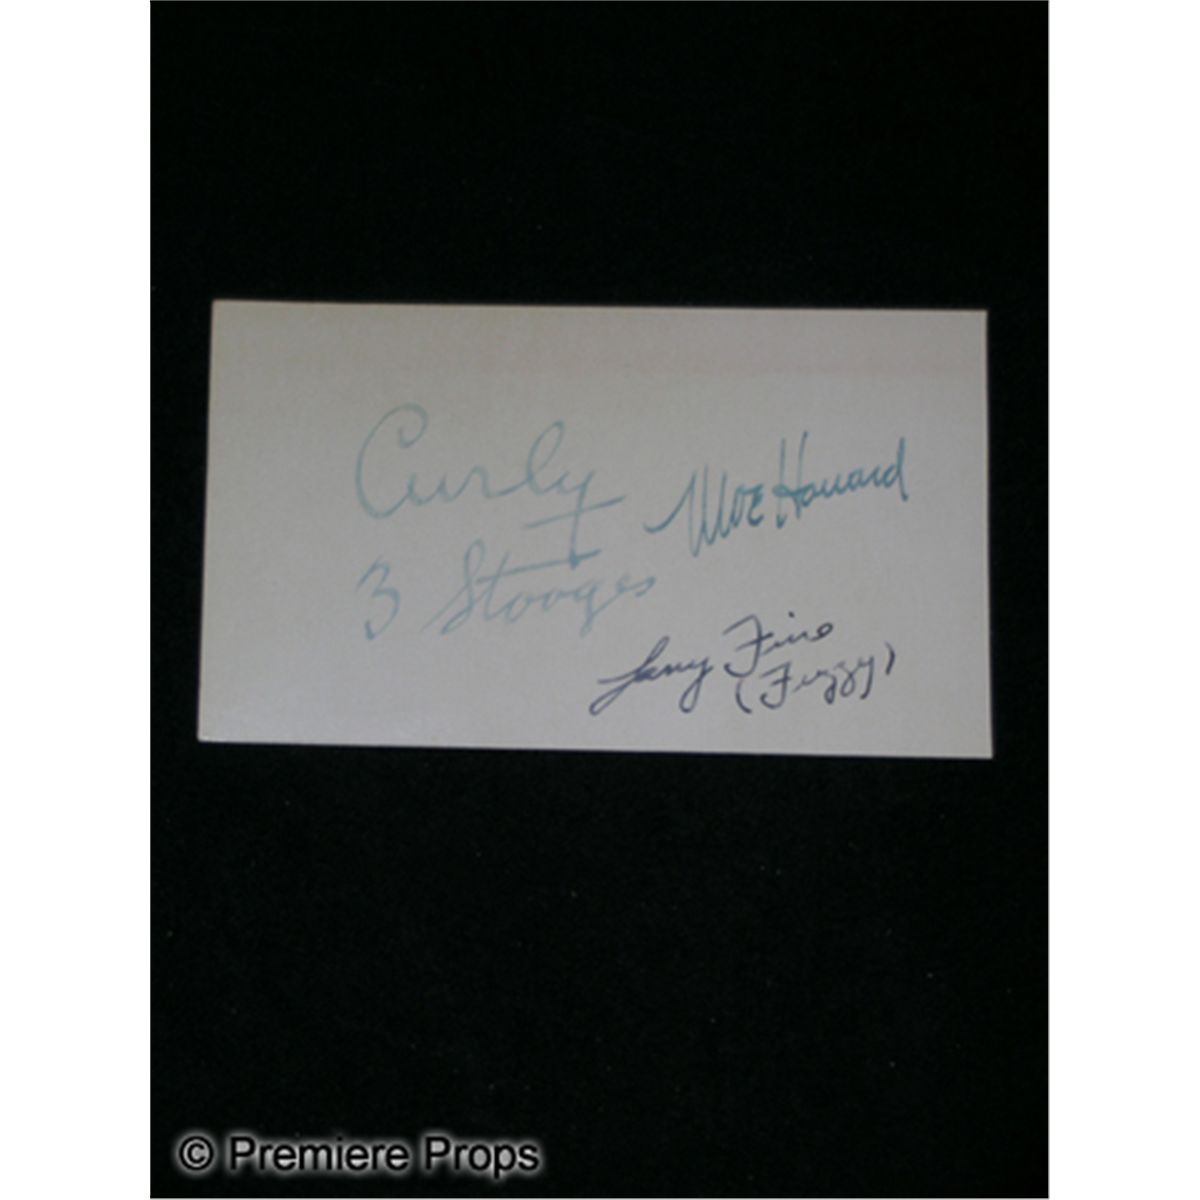 Curly
Moe Howard
3 Stooges
Larry Fine
(Fuzzy)
© Premiere Props